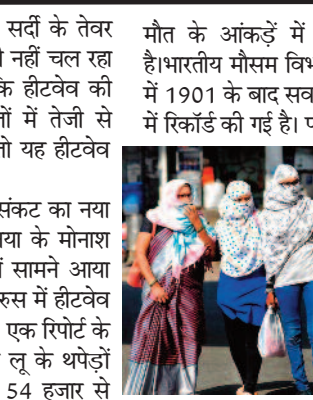 सर्दी के तेवर
नहीं चल रहा
कि हीटवेव की
में तेजी से
तो यह हीटवेव
संकट का नया
या के मोनाश
सामने आया
रुस में हीटवेव
एक रिपोर्ट के
लू के थपेड़ों
54 हजार से
मौत के आंकड़ें में
है।भारतीय मौसम विभ
में 1901 के बाद सव
में रिकॉर्ड की गई है। प